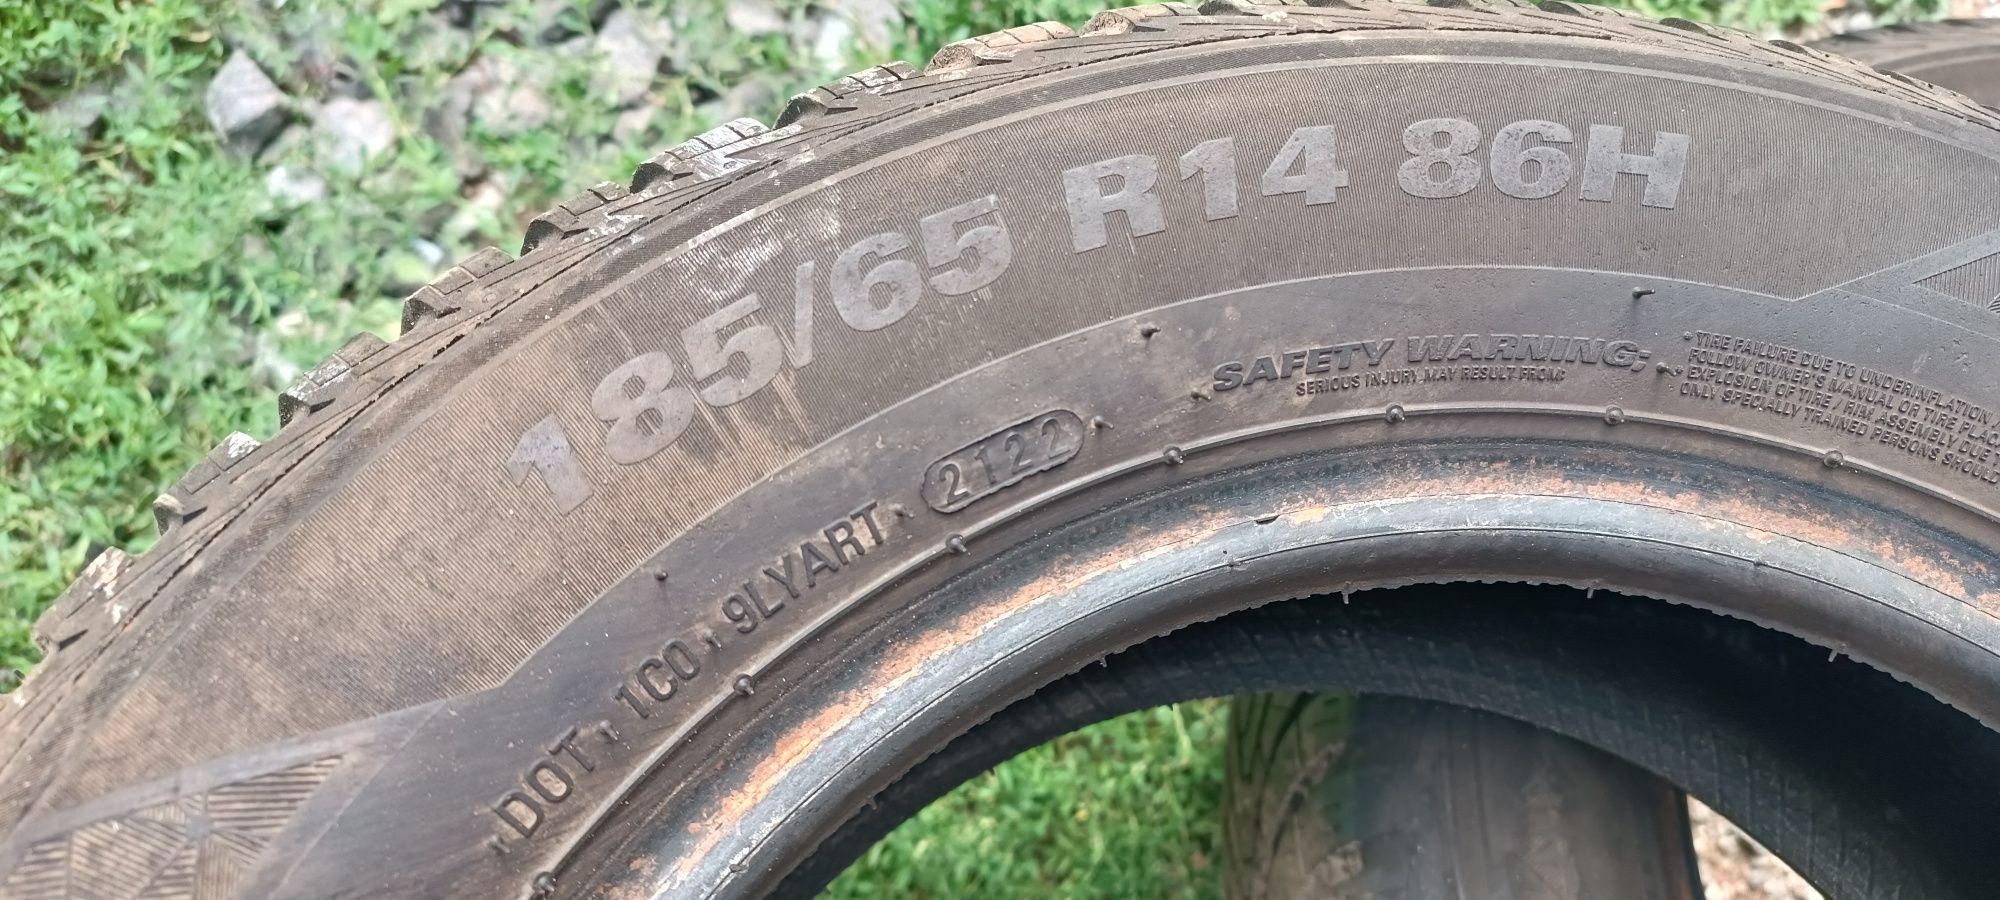 185/65 R14 86H
SAFETY WARNING;
SERIOUS INJURY MAY RESULT FROM:
* TIRE FAILURE DUE TO UNDERINFLATION
FOLLOW OWNER'S MANUAL OR TIRE
* EXPLOSION OF TIRE / RIM ASSEMBLY DUE
ONLY SPECIALLY TRAINED PERSONS SHOULD
DOT 1C0 9LYART 2122